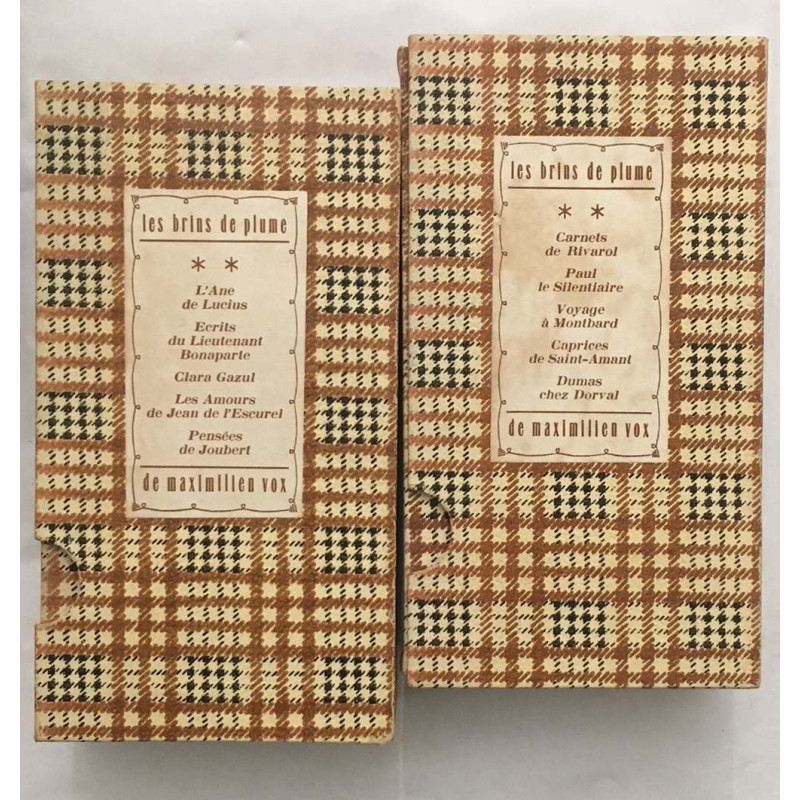 les brins de plume
* *
L'Ane
de Lucius
Ecrits
du Lieutenant
Bonaparte
Clara Gazul
Les Amours
de Jean de l'Escurel
Pensées
de Joubert
de maximilien vox
les brins de plume
* *
Carnets
de Rivarol
Paul
le Silentiaire
Voyage
à Montbard
Caprices
de Saint-Amant
Dumas
chez Dorval
de maximilien vox